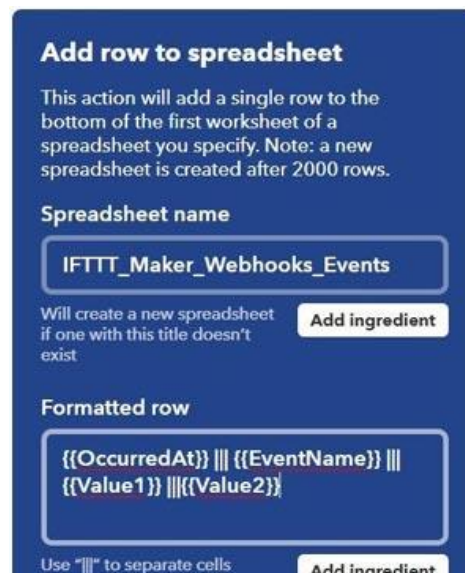 Add row to spreadsheet
This action will add a single row to the
bottom of the first worksheet of a
spreadsheet you specify. Note: a new
spreadsheet is created after 2000 rows.
Spreadsheet name
IFTTT_Maker_Webhooks_Events
Will create a new spreadsheet
if one with this title doesn't
exist
Add ingredient
Formatted row
{{OccurredAt}} ||| {{EventName}} |||
{{Value1}} |||{{Value2}}
Use "|||" to separate cells
Add ingredient